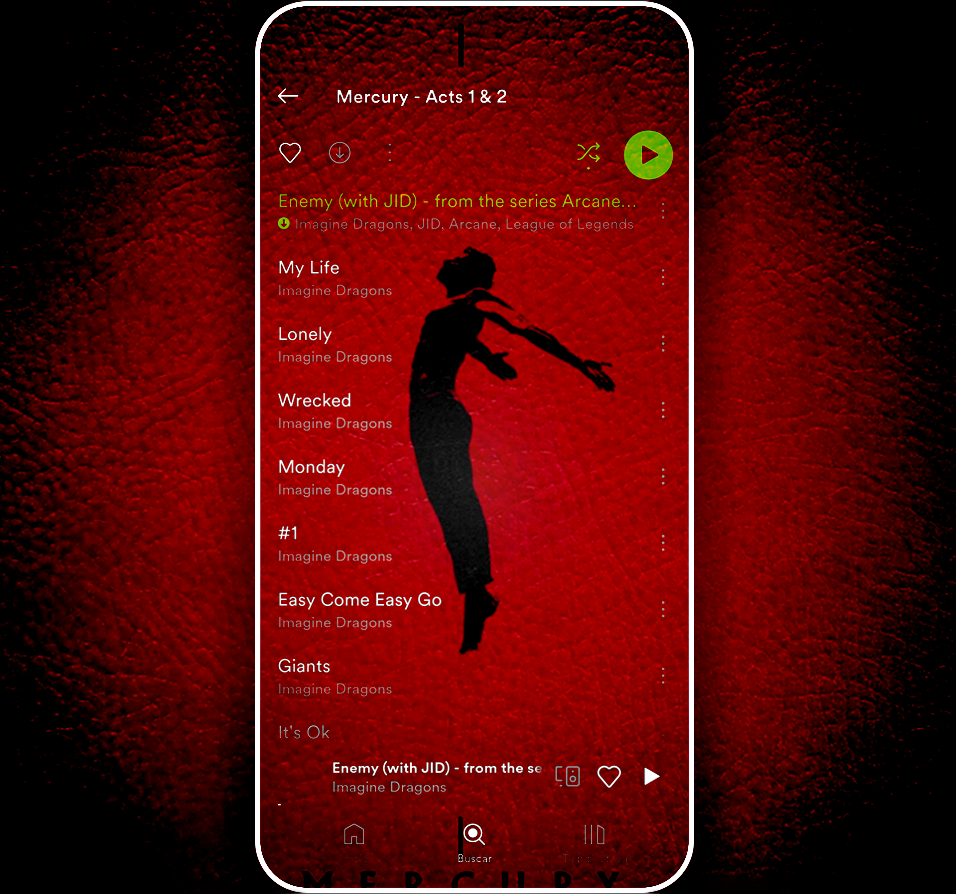 Mercury - Acts 1 & 2
Enemy (with JID) - from the series Arcane...
Imagine Dragons, JID, Arcane, League of Legends
My Life
Imagine Dragons
Lonely
Imagine Dragons
Wrecked
Imagine Dragons
Monday
Imagine Dragons
#1
Imagine Dragons
Easy Come Easy Go
Imagine Dragons
Giants
Imagine Dragons
It's Ok
Enemy (with JID) - from the se
Imagine Dragons
Buscar
MERCURY